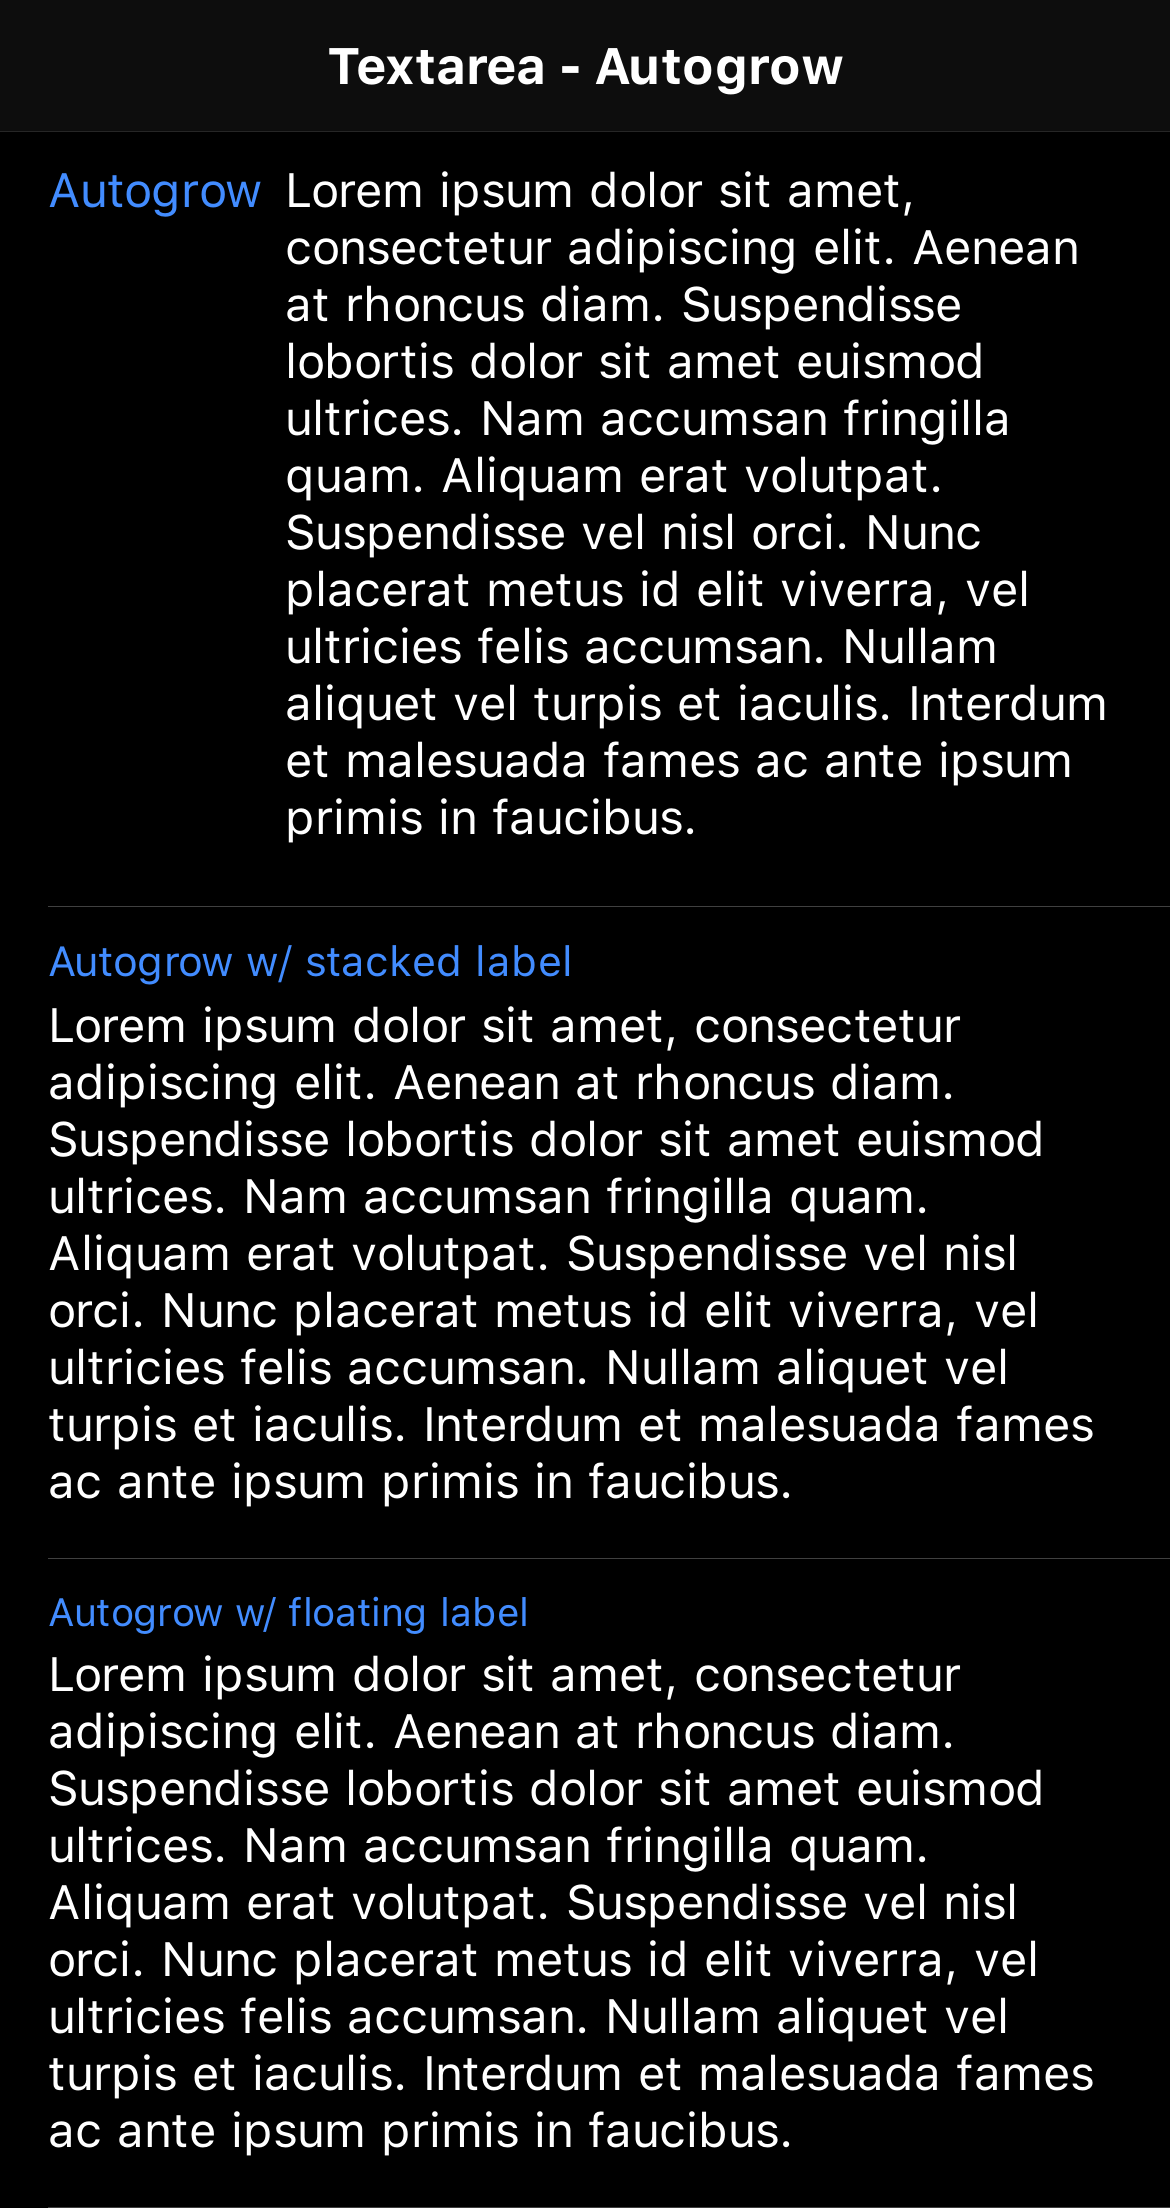 Textarea - Autogrow
Autogrow Lorem ipsum dolor sit amet,
consectetur adipiscing elit. Aenean
at rhoncus diam. Suspendisse
lobortis dolor sit amet euismod
ultrices. Nam accumsan fringilla
quam. Aliquam erat volutpat.
Suspendisse vel nisl orci. Nunc
placerat metus id elit viverra, vel
ultricies felis accumsan. Nullam
aliquet vel turpis et iaculis. Interdum
et malesuada fames ac ante ipsum
primis in faucibus.
Autogrow w/ stacked label
Lorem ipsum dolor sit amet, consectetur
adipiscing elit. Aenean at rhoncus diam.
Suspendisse lobortis dolor sit amet euismod
ultrices. Nam accumsan fringilla quam.
Aliquam erat volutpat. Suspendisse vel nisl
orci. Nunc placerat metus id elit viverra, vel
ultricies felis accumsan. Nullam aliquet vel
turpis et iaculis. Interdum et malesuada fames
ac ante ipsum primis in faucibus.
Autogrow w/ floating label
Lorem ipsum dolor sit amet, consectetur
adipiscing elit. Aenean at rhoncus diam.
Suspendisse lobortis dolor sit amet euismod
ultrices. Nam accumsan fringilla quam.
Aliquam erat volutpat. Suspendisse vel nisl
orci. Nunc placerat metus id elit viverra, vel
ultricies felis accumsan. Nullam aliquet vel
turpis et iaculis. Interdum et malesuada fames
ac ante ipsum primis in faucibus.